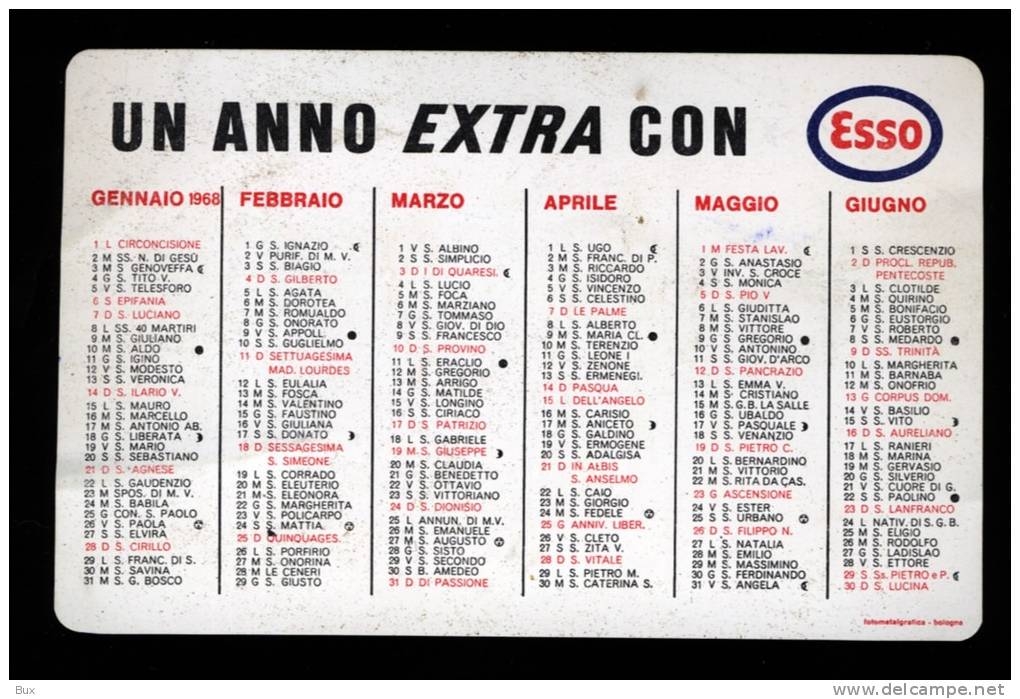 UN ANNO EXTRA CON Esso
GENNAIO 1968
1 L CIRCONCISIONE
2 M SS. N. DI GESÙ
3 M S GENOVEFFA
4 G S. TITO V.
5 V S. TELESFORO
6 S EPIFANIA
7 D S. LUCIANO
8 L SS. 40 MARTIRI
9 M S. GIULIANO
10 M S. ALDO
11 G S. IGINO
12 V S. MODESTO
13 S S. VERONICA
14 D S. ILARIO V.
15 L S. MAURO
16 M S. MARCELLO
17 M S. ANTONIO AB.
18 G S. LIBERATA
19 V S. MARIO
20 S S. SEBASTIANO
21 D S. AGNESE
22 L S. GAUDENZIO
23 M SPOS. DI M. V.
24 M S. BABILA
25 G CON. S. PAOLO
26 V S. PAOLA
27 S S. ELVIRA
28 D S. CIRILLO
29 L S. FRANC. DI S.
30 M S. SAVINA
31 M S. G. BOSCO
FEBBRAIO
1 G S. IGNAZIO
2 V PURIF. DI M. V.
3 S S. BIAGIO
4 D S. GILBERTO
5 L S. AGATA
6 M S. DOROTEA
7 M S. ROMUALDO
8 G S. ONORATO
9 V S. APPOLL.
10 S S. GUGLIELMO
11 D SETTUAGESIMA
MAD. LOURDES
12 L S. EULALIA
13 M S. FOSCA
14 M S. VALENTINO
15 G S. FAUSTINO
16 V S. GIULIANA
17 S S. DONATO
18 D SESSAGESIMA
S. SIMEONE
19 L S. CORRADO
20 M S. ELEUTERIO
21 M S. ELEONORA
22 G S. MARGHERITA
23 V S. POLICARPO
24 S S. MATTIA
25 D QUINQUAGES.
26 L S. PORFIRIO
27 M S. ONORINA
28 M LE CENERI
29 G S. GIUSTO
MARZO
1 V S. ALBINO
2 S S. SIMPLICIO
3 D I DI QUARESI.
4 L S. LUCIO
5 M S. FOCA
6 M S. MARZIANO
7 G S. TOMMASO
8 V S. GIOV. DI DIO
9 S S. FRANCESCO
10 D S. PROVINO
11 L S. ERACLIO
12 M S. GREGORIO
13 M S. ARRIGO
14 G S. MATILDE
15 V S. LONGINO
16 S S. CIRIACO
17 D S PATRIZIO
18 L S. GABRIELE
19 M S. GIUSEPPE
20 M S. CLAUDIA
21 G S. BENEDETTO
22 V S. OTTAVIO
23 S S. VITTORIANO
24 D S. DIONISIO
25 L ANNUN. DI M.V.
26 M S. EMANUELE
27 M S. AUGUSTO
28 G S. SISTO
29 V S. SECONDO
30 S B. AMEDEO
31 D DI PASSIONE
APRILE
1 L S. UGO
2 M S. FRANC. DI P.
3 M S. RICCARDO
4 G S. ISIDORO
5 V S. VINCENZO
6 S S. CELESTINO
7 D LE PALME
8 L S. ALBERTO
9 M S. MARIA CL.
10 M S. TERENZIO
11 G S. LEONE I
12 V S. ZENONE
13 S S. ERMENEGI.
14 D PASQUA
15 L DELL'ANGELO
16 M S. CARISIO
17 M S. ANICETO
18 G S. GALDINO
19 V S. ERMOGENE
20 S S. ADALGISA
21 D IN ALBIS
S. ANSELMO
22 L S. CAIO
23 M S. GIORGIO
24 M S. FEDELE
25 G ANNIV. LIBER.
26 V S. CLETO
27 S S. ZITA V.
28 D S. VITALE
29 L S. PIETRO M.
30 M S. CATERINA S.
MAGGIO
1 M FESTA LAV.
2 G S. ANASTASIO
3 V INV. S. CROCE
4 S S. MONICA
5 D S. PIO V
6 L S. GIUDITTA
7 M S. STANISLAO
8 M S. VITTORE
9 G S GREGORIO
10 V S. ANTONINO
11 S S. GIOV. D'ARCO
12 D S. PANCRAZIO
13 L S. EMMA V.
14 M S. CRISTIANO
15 M S.G.B. LA SALLE
16 G S. UBALDO
17 V S. PASQUALE
18 S S. VENANZIO
19 D S. PIETRO C.
20 L S. BERNARDINO
21 M S. VITTORIO
22 M S. RITA DA CAS.
23 G ASCENSIONE
24 V S. ESTER
25 S S. URBANO
26 D S. FILIPPO N.
27 L S. NATALIA
28 M S. EMILIO
29 M S. MASSIMINO
30 G S. FERDINANDO
31 V S. ANGELA
GIUGNO
1 S S. CRESCENZIO
2 D PROCL. REPUB.
PENTECOSTE
3 L S. CLOTILDE
4 M S. QUIRINO
5 M S. BONIFACIO
6 G S. EUSTORGIO
7 V S. ROBERTO
8 S S. MEDARDO
9 D SS. TRINITÀ
10 L S. MARGHERITA
11 M S. BARNABA
12 M S. ONOFRIO
13 G CORPUS DOM.
14 V S. BASILIO
15 S S. VITO
16 D S. AURELIANO
17 L S. RANIERI
18 M S. MARINA
19 M S. GERVASIO
20 G S. SILVERIO
21 V S. CUORE DI G.
22 S S. PAOLINO
23 D S. LANFRANCO
24 L NATIV. DI S.G.B.
25 M S. ELIGIO
26 M S. RODOLFO
27 G S. LADISLAO
28 V S. ETTORE
29 S Ss. PIETRO e P.
30 D S. LUCINA
fotometalgrafica - bologna
Bux
www.delcampe.net